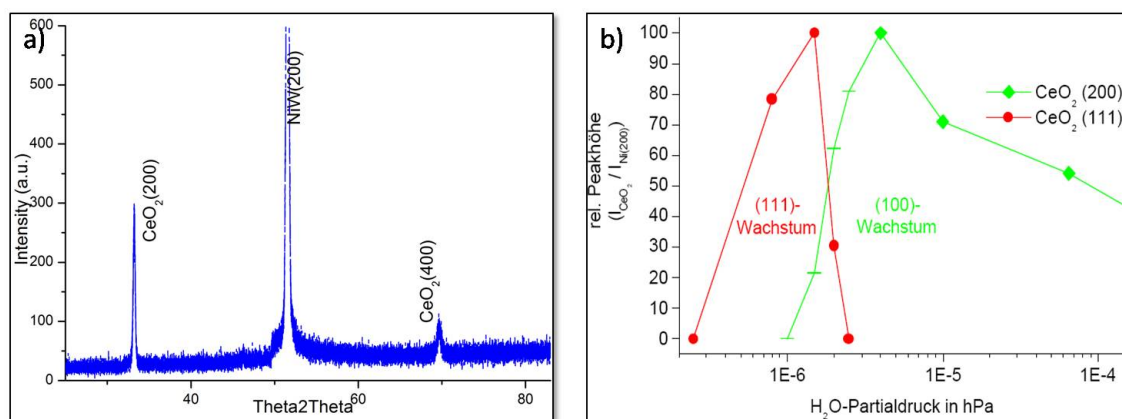 a)
600
500
400
300
200
100
0
Intensity (a.u.)
CeO2(200)
NiW(200)
CeO2(400)
40
60
80
Theta2Theta
b)
100
90
80
70
60
50
40
30
20
10
0
rel. Peakhöhe
(ICeO2 / INi(200))
CeO2 (200)
CeO2 (111)
(111)-
Wachstum
(100)-
Wachstum
1E-6
1E-5
1E-4
H2O-Partialdruck in hPa